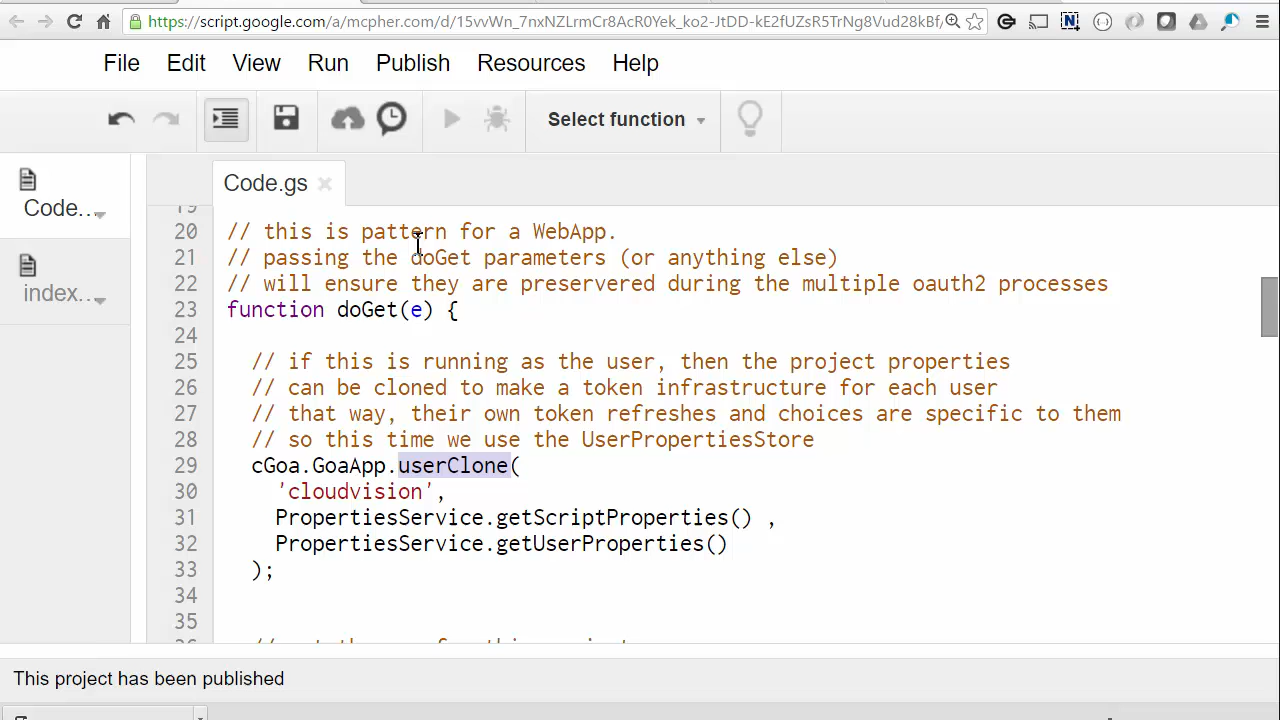 https://script.google.com/a/mcpher.com/d/15vvWn_7nxNZLrmCr8AcR0Yek_ko2-JtDD-kE2fUZsR5TrNg8Vud28kBf/
File Edit View Run Publish Resources Help
Select function
Code.gs
Code...
index...
19
20 // this is pattern for a WebApp.
21 // passing the doGet parameters (or anything else)
22 // will ensure they are preservered during the multiple oauth2 processes
23 function doGet(e) {
24
25 // if this is running as the user, then the project properties
26 // can be cloned to make a token infrastructure for each user
27 // that way, their own token refreshes and choices are specific to them
28 // so this time we use the UserPropertiesStore
29 cGoa.GoaApp.userClone(
30 'cloudvision',
31 PropertiesService.getScriptProperties() ,
32 PropertiesService.getUserProperties()
33 );
34
35
This project has been published